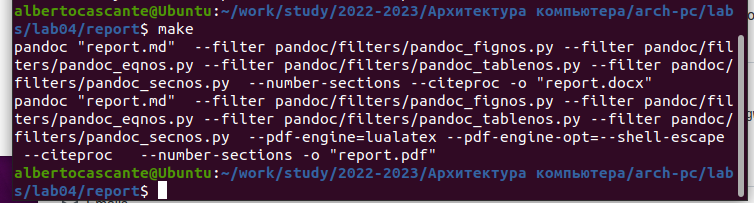 albertocascante@Ubuntu:~/work/study/2022-2023/Архитектура компьютера/arch-pc/lab
s/lab04/report$ make
pandoc "report.md"  --filter pandoc/filters/pandoc_fignos.py --filter pandoc/fil
ters/pandoc_eqnos.py --filter pandoc/filters/pandoc_tablenos.py --filter pandoc/
filters/pandoc_secnos.py  --number-sections --citeproc -o "report.docx"
pandoc "report.md"  --filter pandoc/filters/pandoc_fignos.py --filter pandoc/fil
ters/pandoc_eqnos.py --filter pandoc/filters/pandoc_tablenos.py --filter pandoc/
filters/pandoc_secnos.py  --pdf-engine=lualatex --pdf-engine-opt=--shell-escape
 --citeproc   --number-sections -o "report.pdf"
albertocascante@Ubuntu:~/work/study/2022-2023/Архитектура компьютера/arch-pc/lab
s/lab04/report$